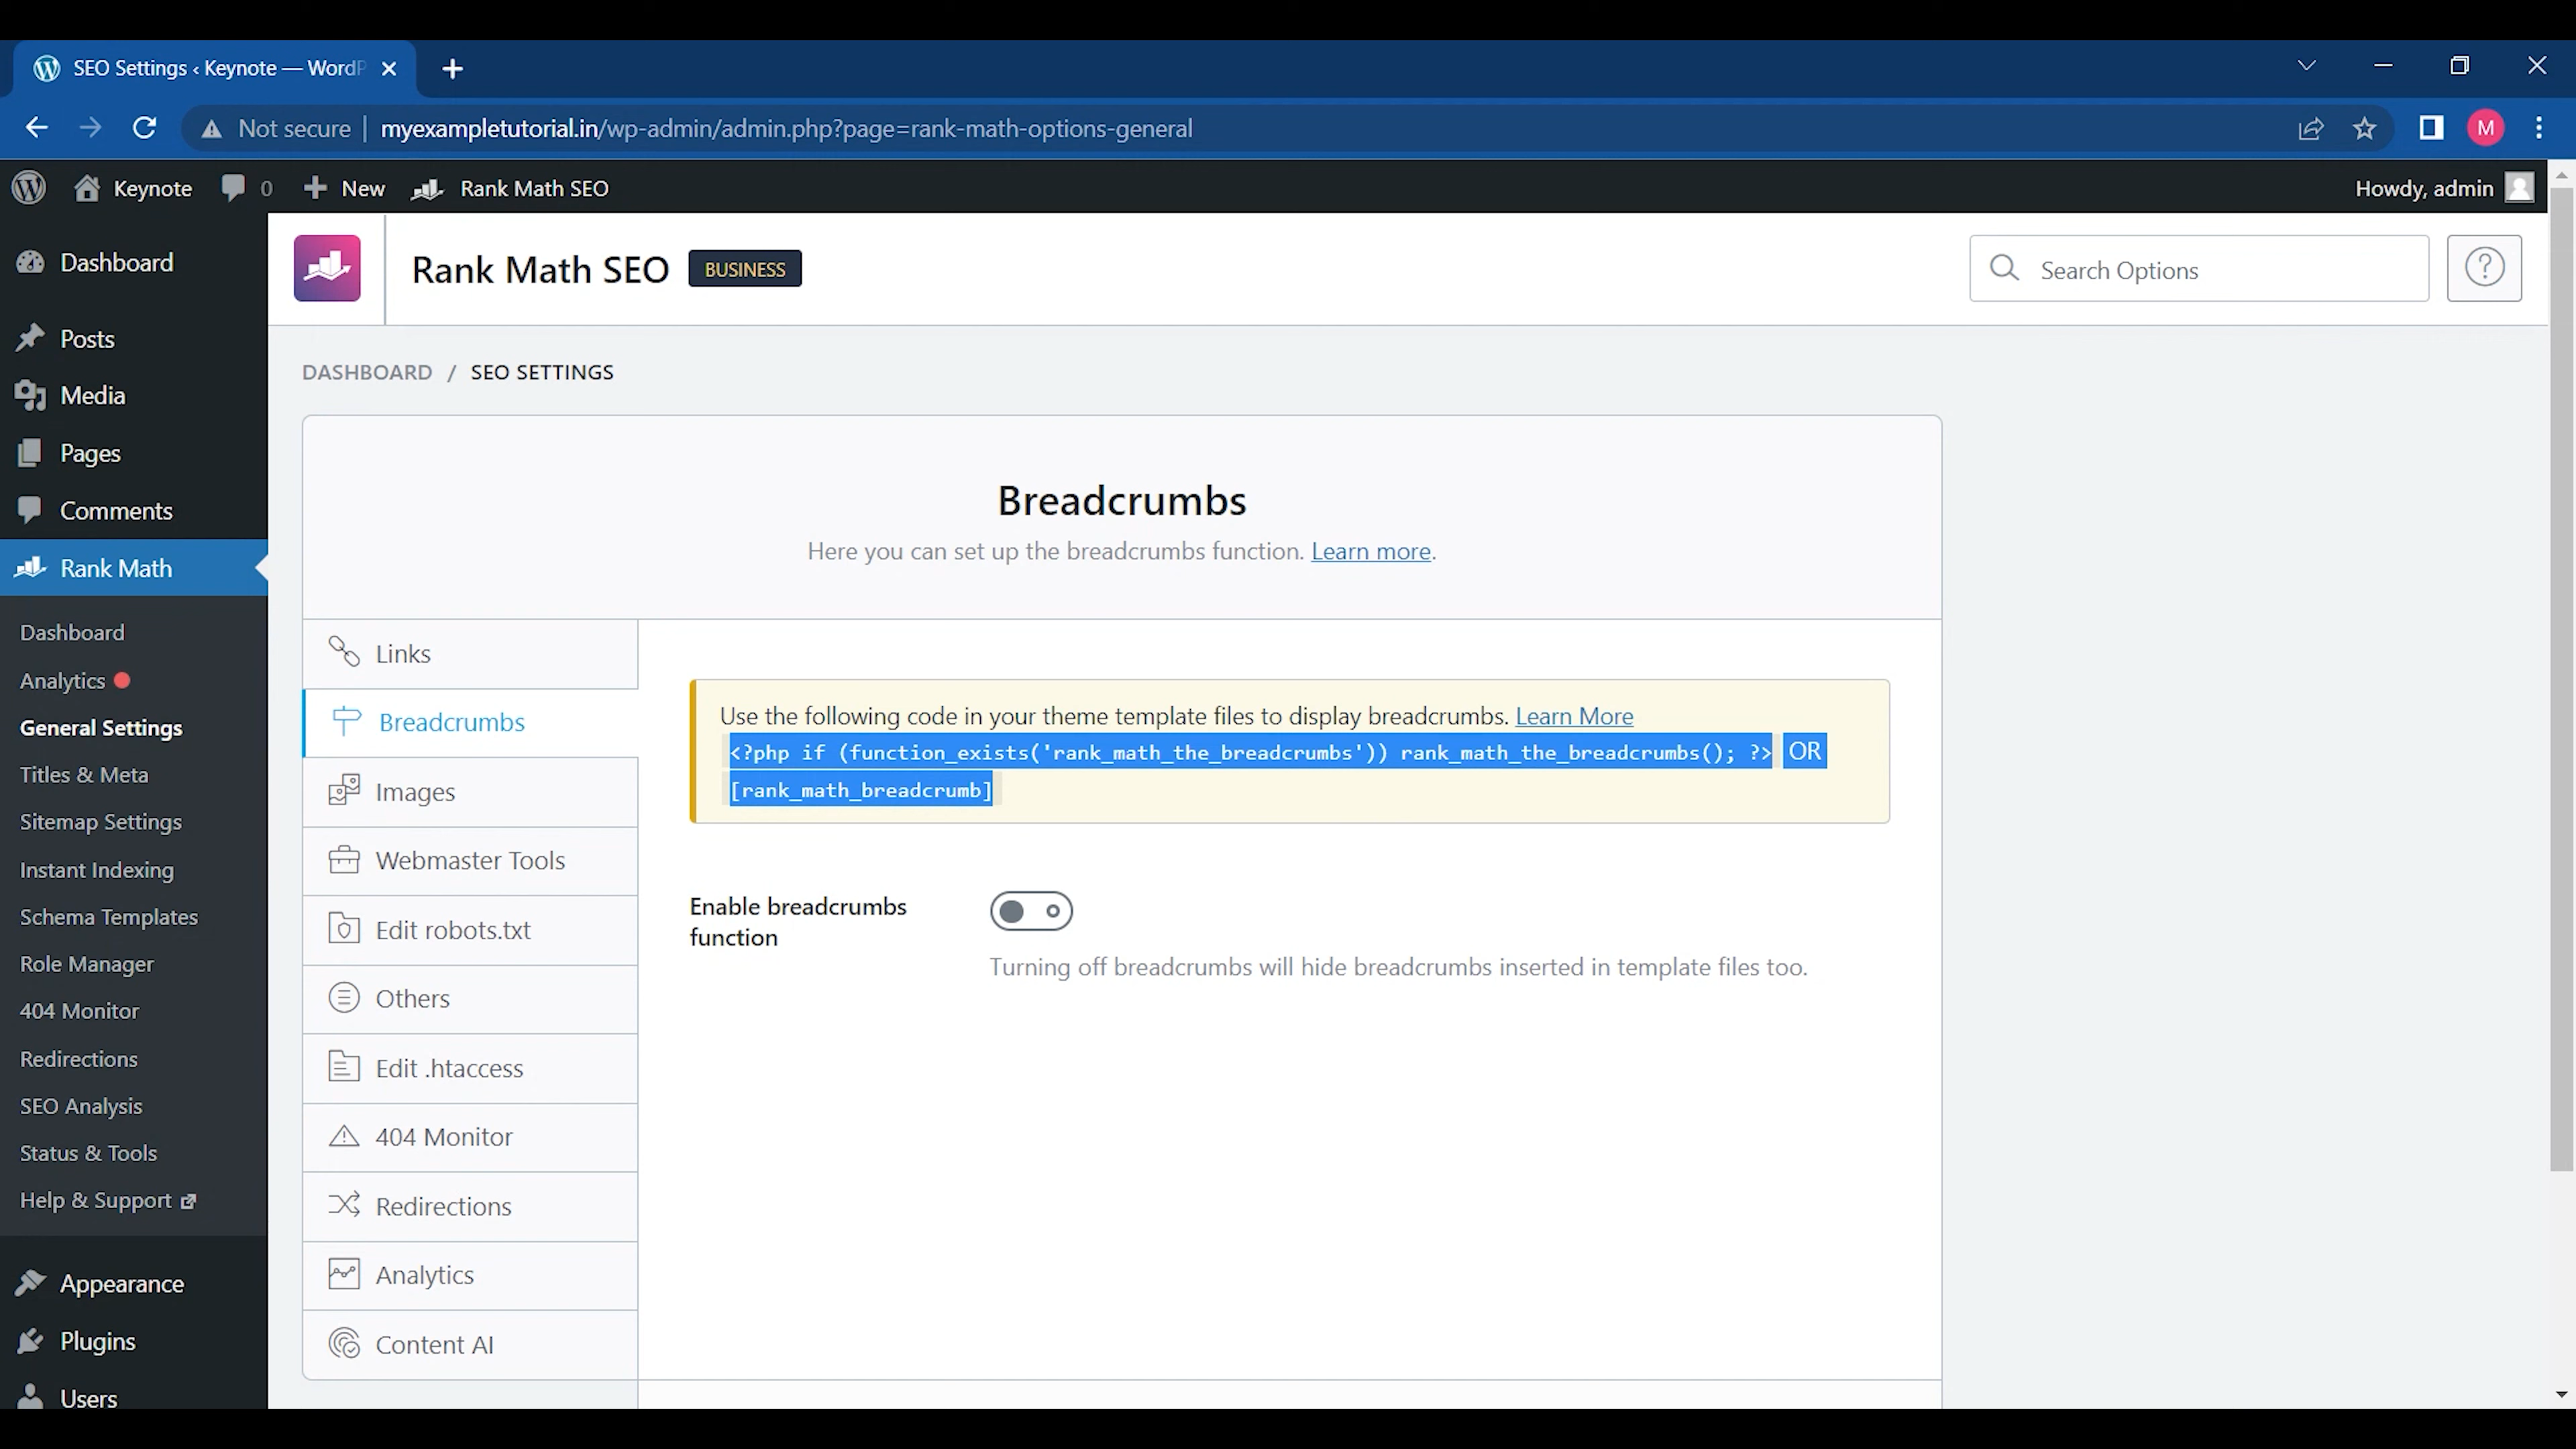 SEO Settings ‹ Keynote — WordP
Not secure
myexampletutorial.in/wp-admin/admin.php?page=rank-math-options-general
M
Keynote
0
New
Rank Math SEO
Howdy, admin
Dashboard
Posts
Media
Pages
Comments
Rank Math
Dashboard
Analytics
General Settings
Titles & Meta
Sitemap Settings
Instant Indexing
Schema Templates
Role Manager
404 Monitor
Redirections
SEO Analysis
Status & Tools
Help & Support
Appearance
Plugins
Users
Rank Math SEO
BUSINESS
Search Options
DASHBOARD / SEO SETTINGS
Breadcrumbs
Here you can set up the breadcrumbs function. Learn more.
Links
Breadcrumbs
Images
Webmaster Tools
Edit robots.txt
Others
Edit .htaccess
404 Monitor
Redirections
Analytics
Content AI
Use the following code in your theme template files to display breadcrumbs. Learn More
<?php if (function_exists('rank_math_the_breadcrumbs')) rank_math_the_breadcrumbs(); ?> OR
[rank_math_breadcrumb]
Enable breadcrumbs
function
Turning off breadcrumbs will hide breadcrumbs inserted in template files too.